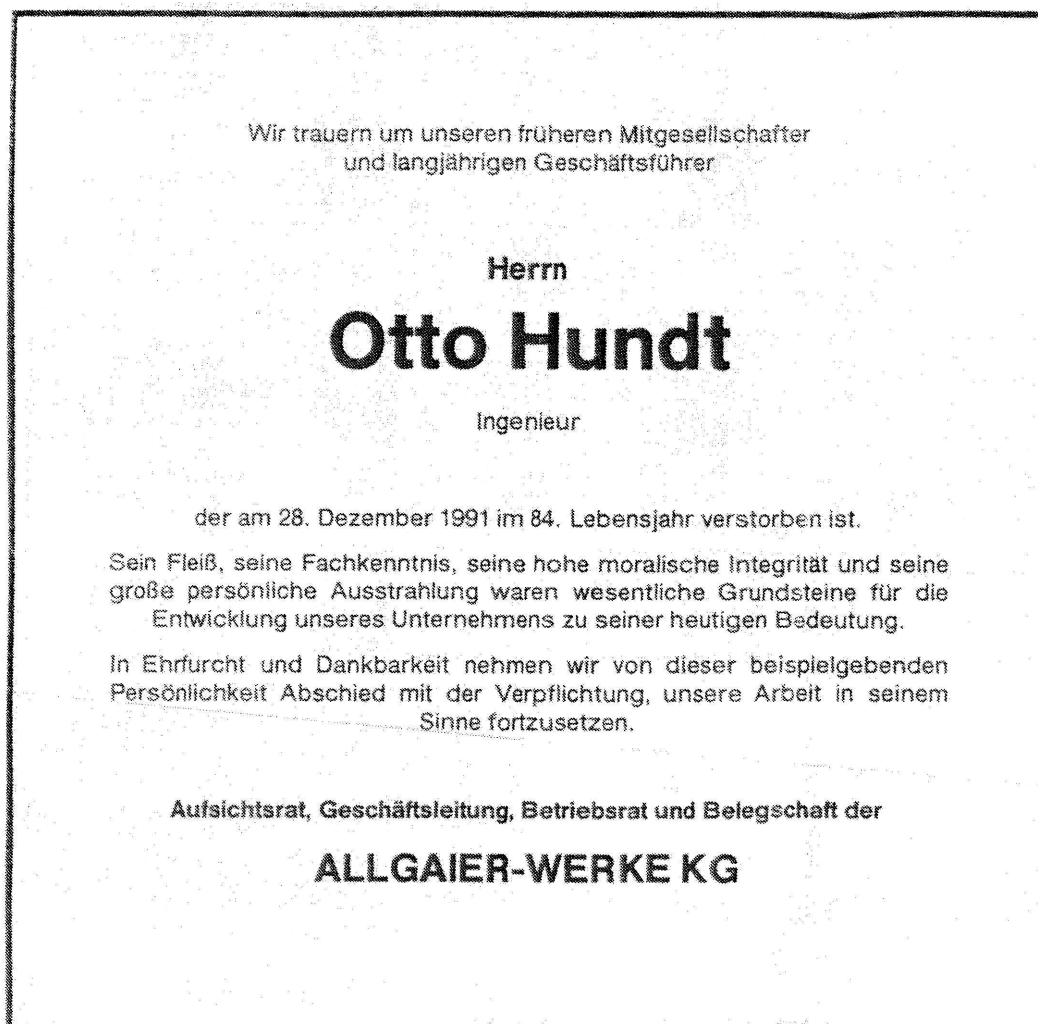 Wir trauern um unseren früheren Mitgesellschafter
und langjährigen Geschäftsführer
Herrn
Otto Hundt
Ingenieur
der am 28. Dezember 1991 im 84. Lebensjahr verstorben ist.
Sein Fleiß, seine Fachkenntnis, seine hohe moralische Integrität und seine
große persönliche Ausstrahlung waren wesentliche Grundsteine für die
Entwicklung unseres Unternehmens zu seiner heutigen Bedeutung.
In Ehrfurcht und Dankbarkeit nehmen wir von dieser beispielgebenden
Persönlichkeit Abschied mit der Verpflichtung, unsere Arbeit in seinem
Sinne fortzusetzen.
Aufsichtsrat, Geschäftsleitung, Betriebsrat und Belegschaft der
ALLGAIER-WERKE KG